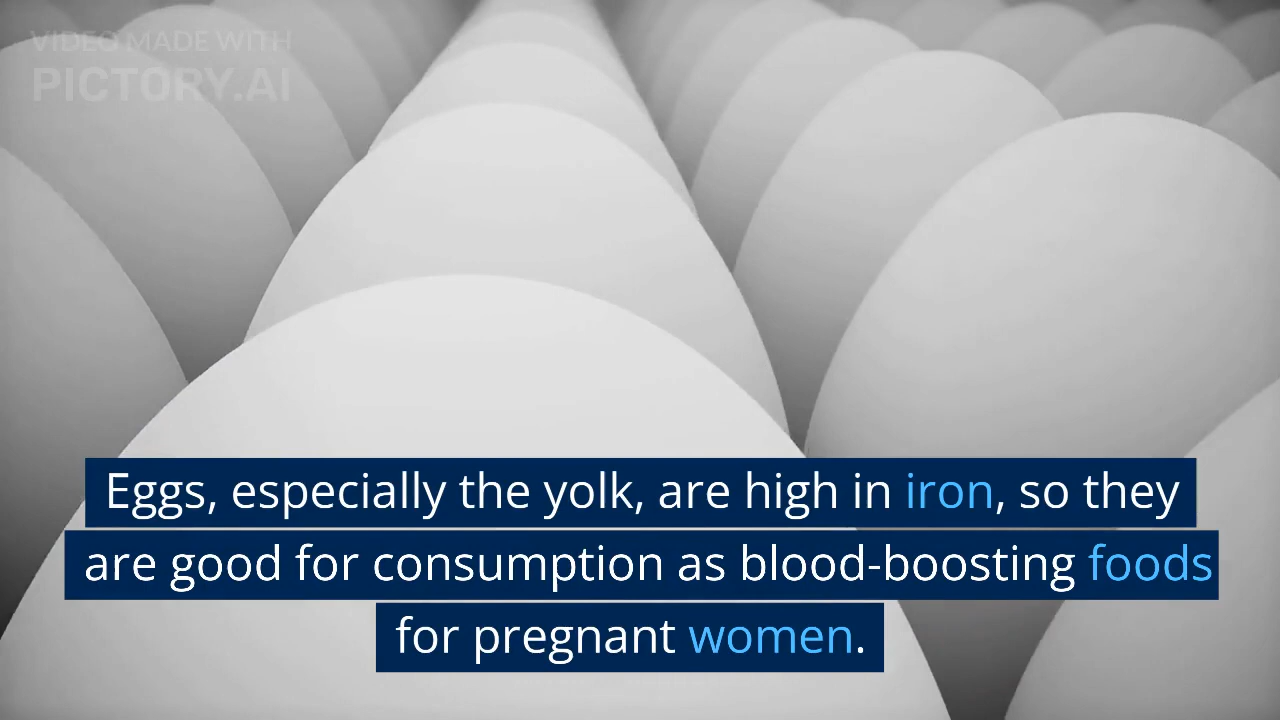 VIDEO MADE WITH
PICTORY.AI
Eggs, especially the yolk, are high in iron, so they
are good for consumption as blood-boosting foods
for pregnant women.